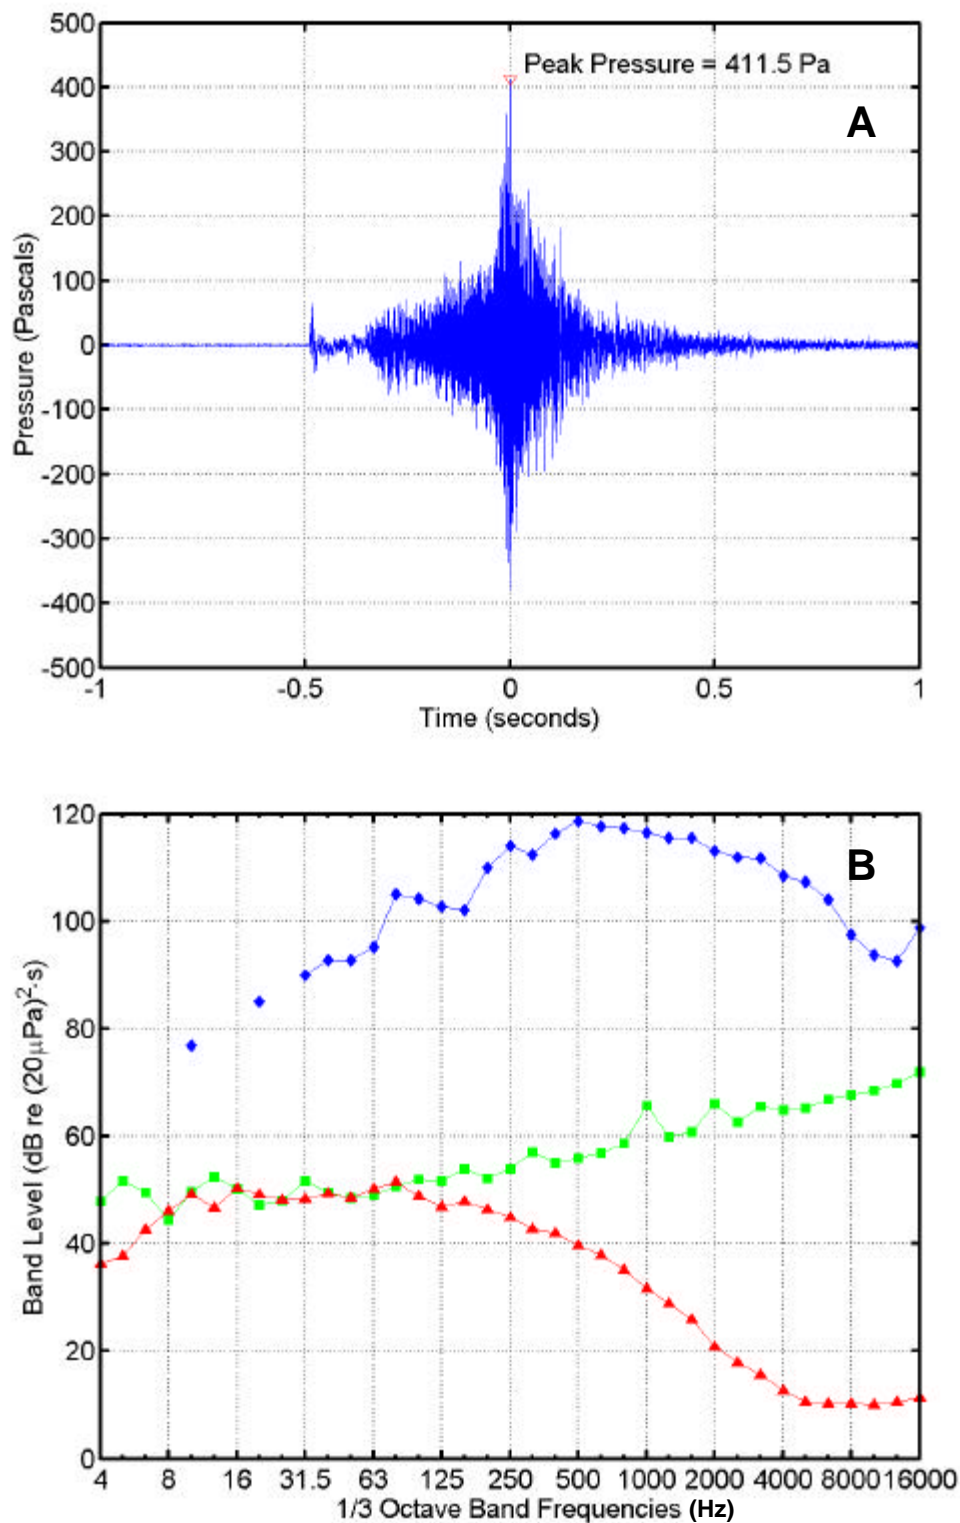 500
400
300
200
100
0
-100
-200
-300
-400
-500
Pressure (Pascals)
Peak Pressure = 411.5 Pa
A
-1 -0.5 0 0.5 1
Time (seconds)
120
100
80
60
40
20
0
Band Level (dB re (20μPa)²·s)
B
4 8 16 31.5 63 125 250 500 1000 2000 4000 8000 16000
1/3 Octave Band Frequencies (Hz)